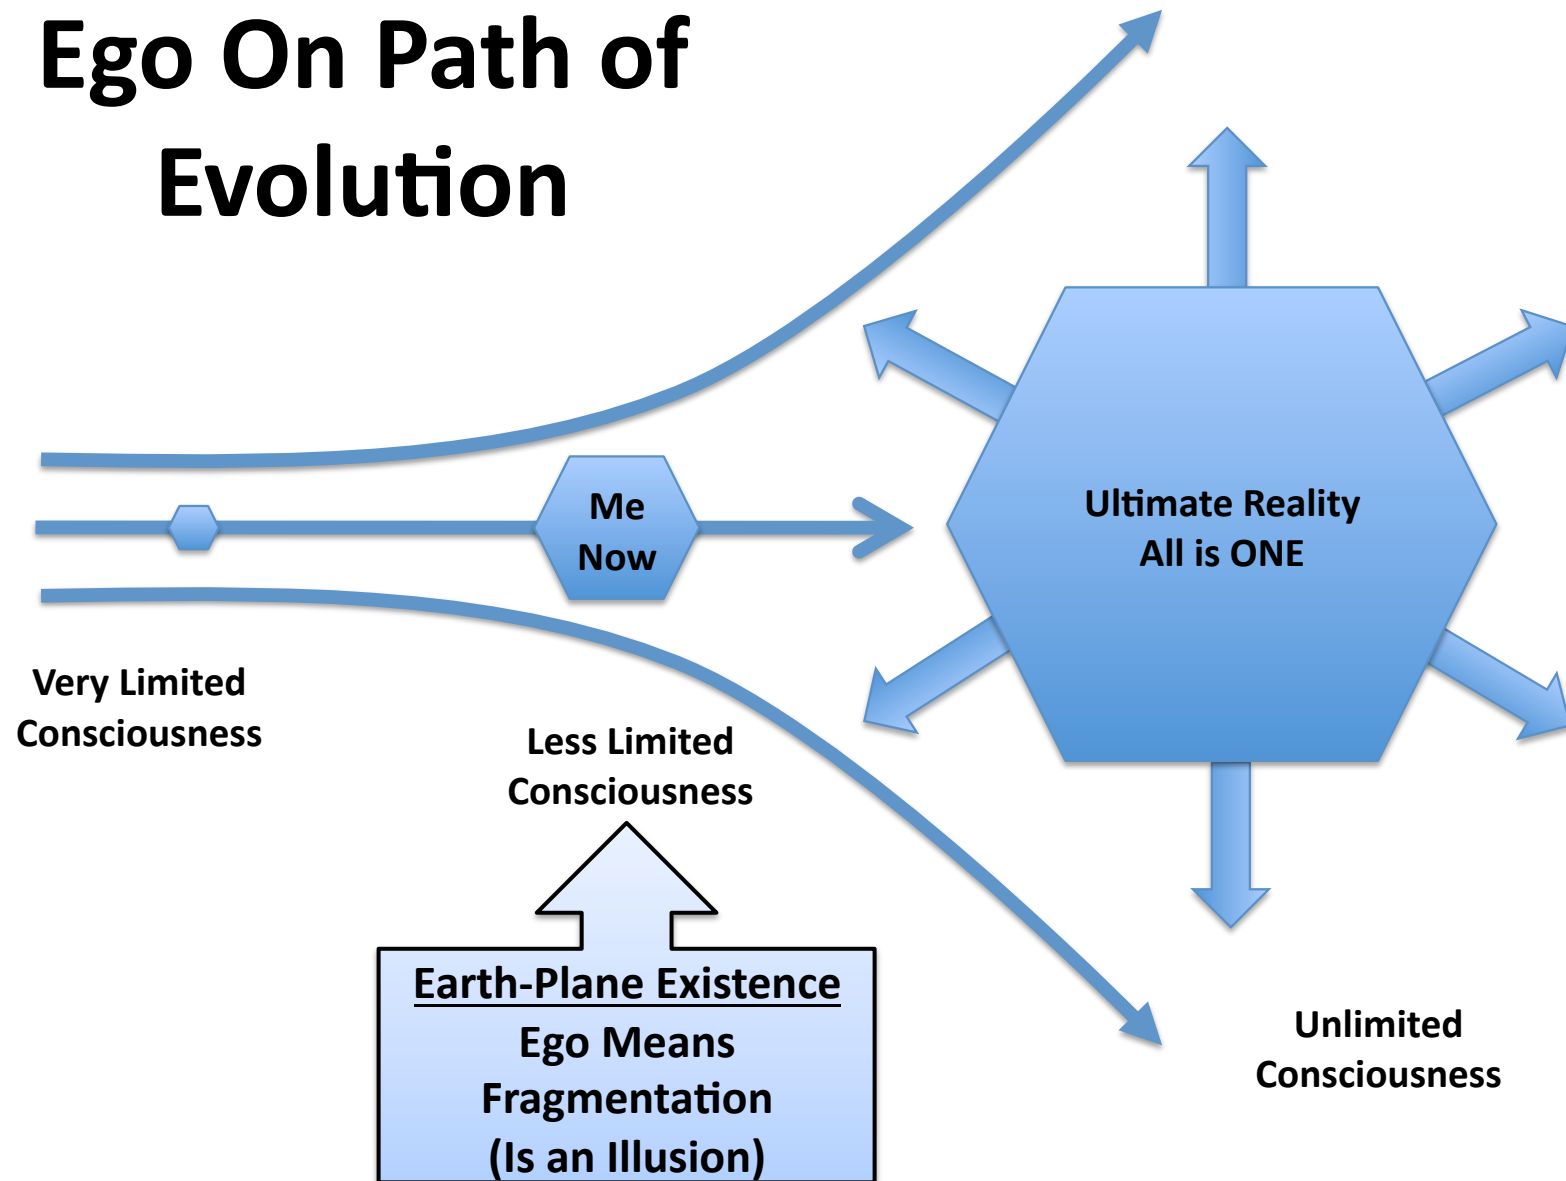 Ego On Path of
Evolution
Me
Now
Ultimate Reality
All is ONE
Very Limited
Consciousness
Less Limited
Consciousness
Earth-Plane Existence
Ego Means
Fragmentation
(Is an Illusion)
Unlimited
Consciousness